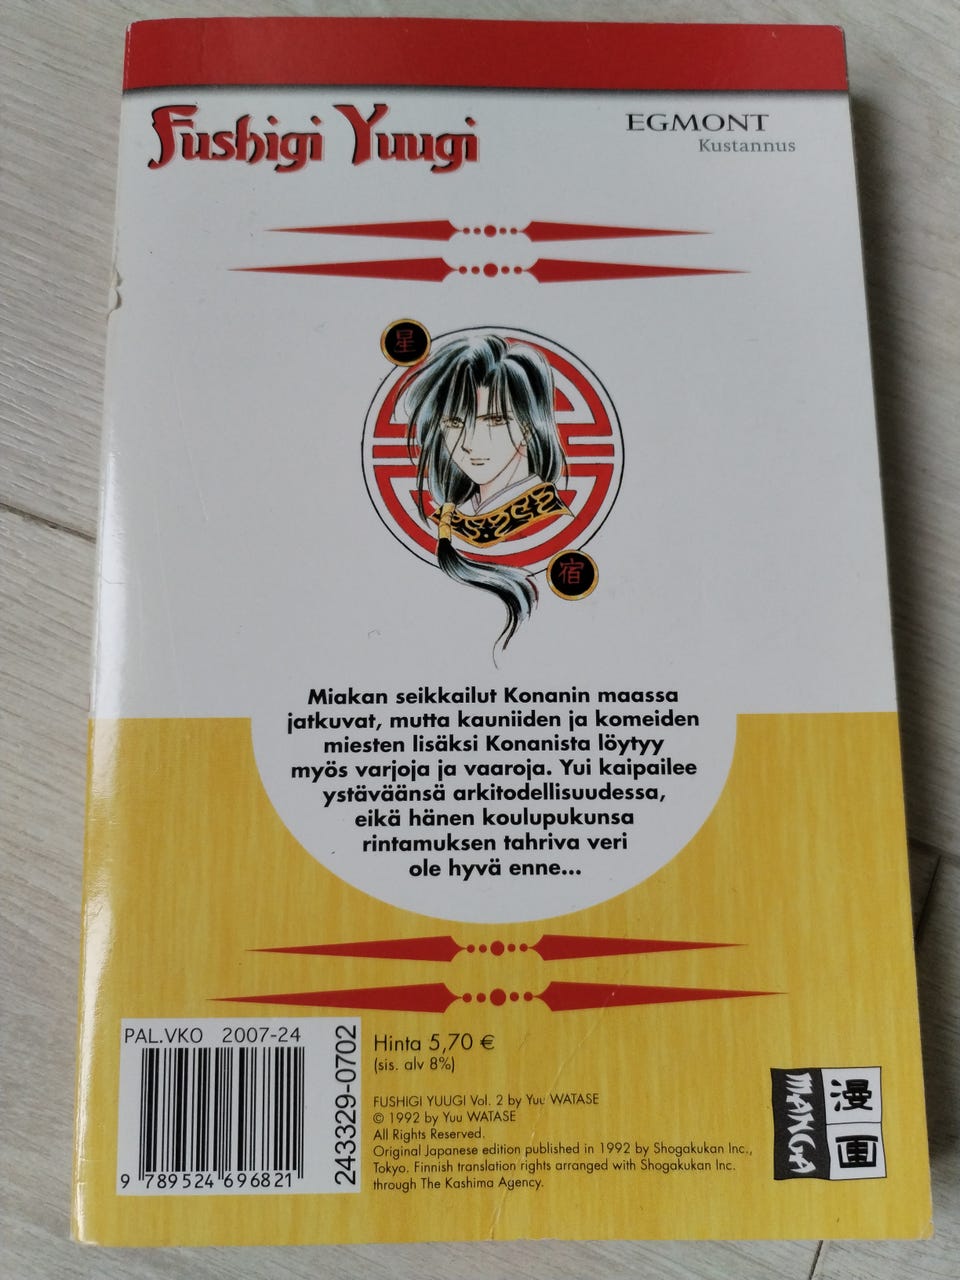 Fushigi Yuugi
EGMONT
Kustannus
星
宿
Miakan seikkailut Konanin maassa
jatkuvat, mutta kauniiden ja komeiden
miesten lisäksi Konanista löytyy
myös varjoja ja vaaroja. Yui kaipailee
ystäväänsä arkitodellisuudessa,
eikä hänen koulupukunsa
rintamuksen tahriva veri
ole hyvä enne...
PAL.VKO 2007-24
243329-0702
9 789524 696821
Hinta 5,70 €
(sis. alv 8%)
FUSHIGI YUUGI Vol. 2 by Yuu WATASE
© 1992 by Yuu WATASE
All Rights Reserved.
Original Japanese edition published in 1992 by Shogakukan Inc.,
Tokyo. Finnish translation rights arranged with Shogakukan Inc.
through The Kashima Agency.
MANGA
漫
画